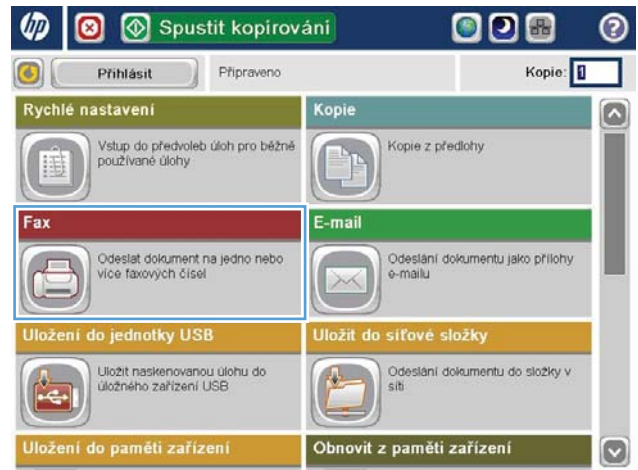 hp
Spustit kopírování
?
Přihlásit
Připraveno
Kopie: 1
Rychlé nastavení
Vstup do předvoleb úloh pro běžně
používané úlohy
Kopie
Kopie z předlohy
Fax
Odeslat dokument na jedno nebo
více faxových čísel
E-mail
Odeslání dokumentu jako přílohy
e-mailu
Uložení do jednotky USB
Uložit naskenovanou úlohu do
úložného zařízení USB
Uložit do síťové složky
Odeslání dokumentu do složky v
síti
Uložení do paměti zařízení
Obnovit z paměti zařízení